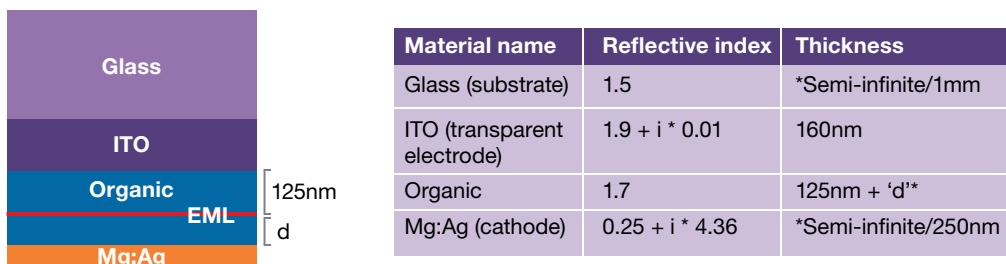 Glass
ITO
Organic
EML
Mg:Ag
125nm
d
Material name Reflective index Thickness
Glass (substrate) 1.5 *Semi-infinite/1mm
ITO (transparent
electrode) 1.9 + i * 0.01 160nm
Organic 1.7 125nm + ‘d’*
Mg:Ag (cathode) 0.25 + i * 4.36 *Semi-infinite/250nm